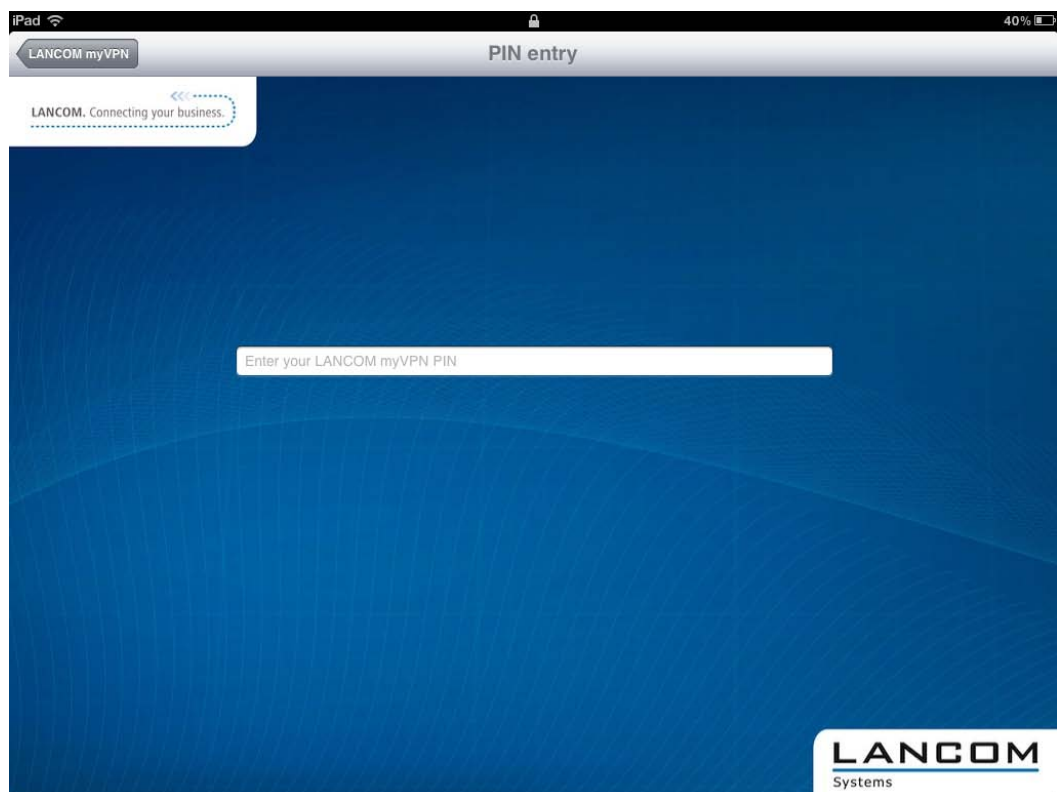 iPad 40%
LANCOM myVPN PIN entry
LANCOM. Connecting your business.
Enter your LANCOM myVPN PIN
LANCOM
Systems